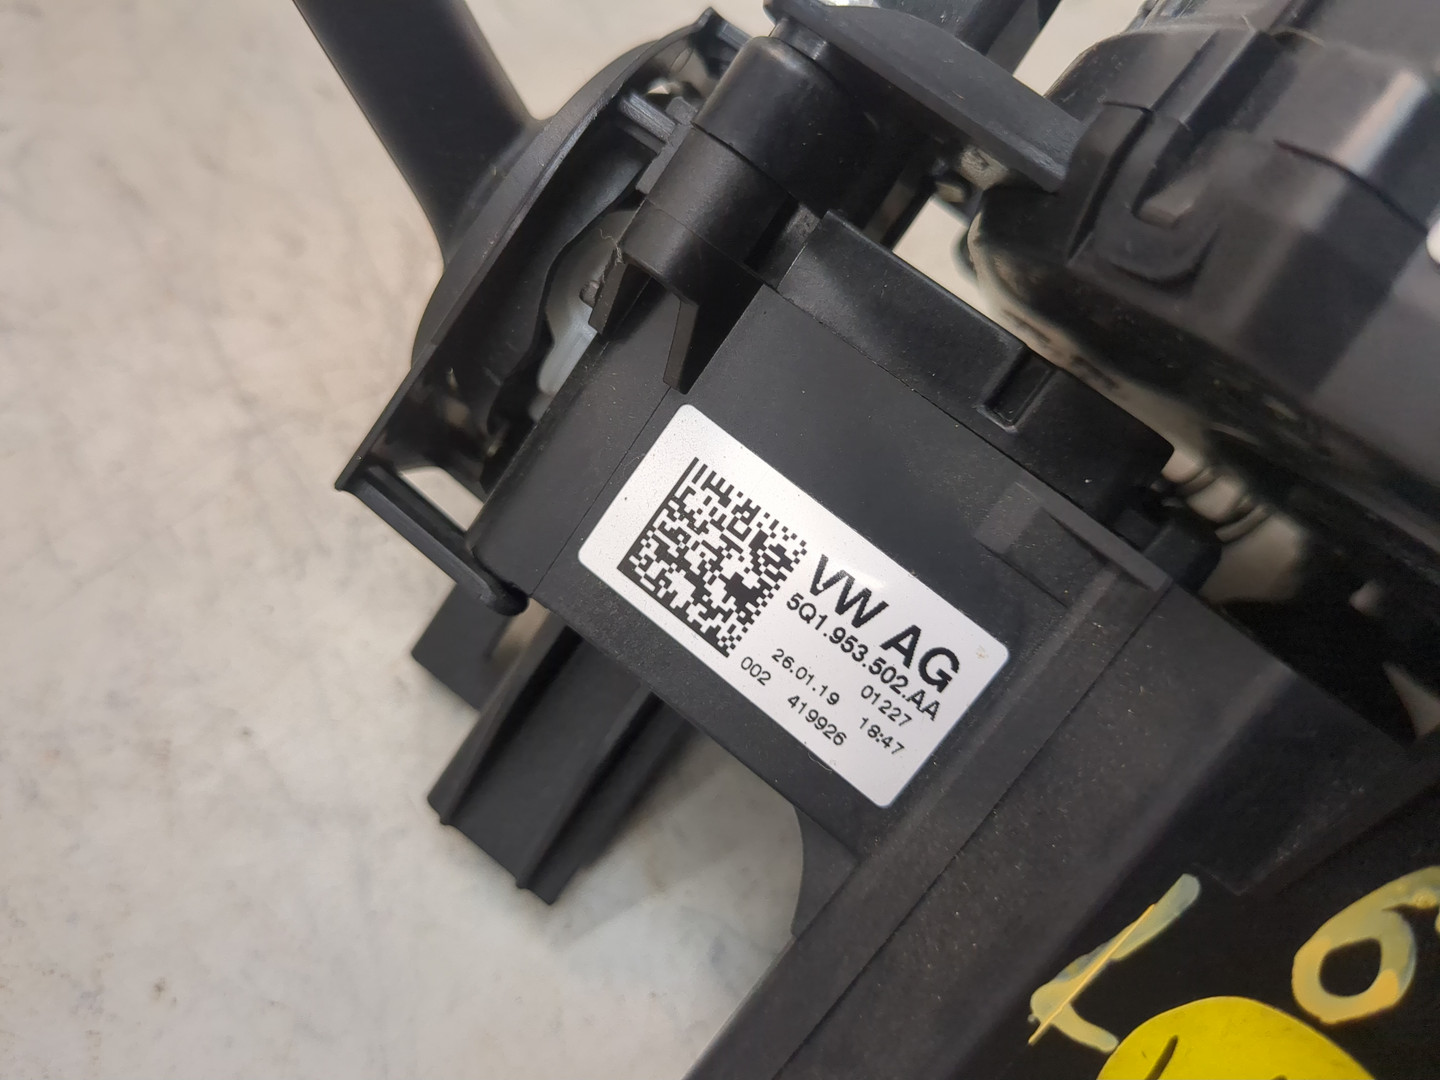 VW AG
5Q1.953.502.AA
26.01.19 01227
002 419926 18:47